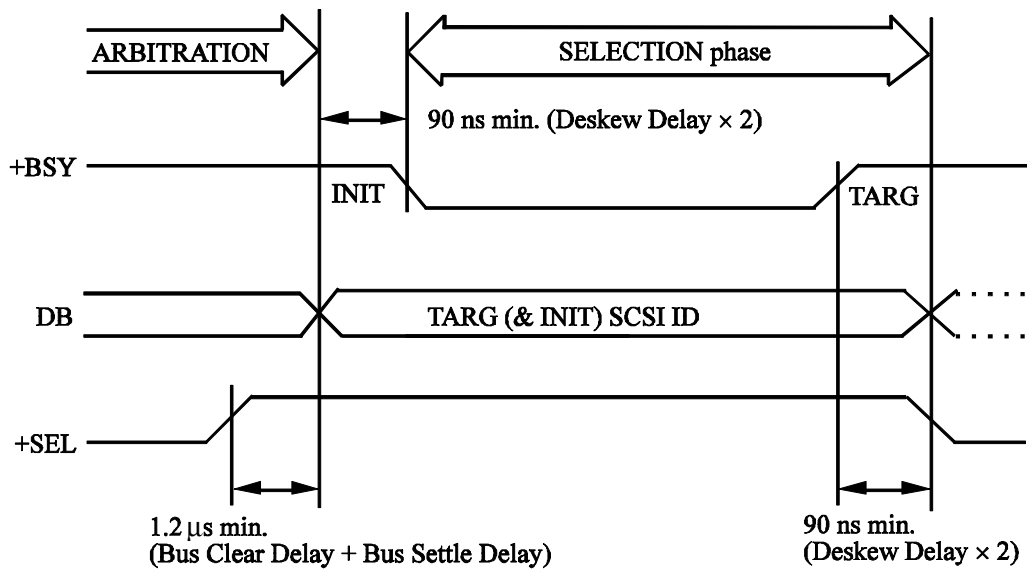 ARBITRATION
SELECTION phase
90 ns min. (Deskew Delay × 2)
+BSY
INIT
TARG
DB
TARG (& INIT) SCSI ID
+SEL
1.2 μs min.
(Bus Clear Delay + Bus Settle Delay)
90 ns min.
(Deskew Delay × 2)